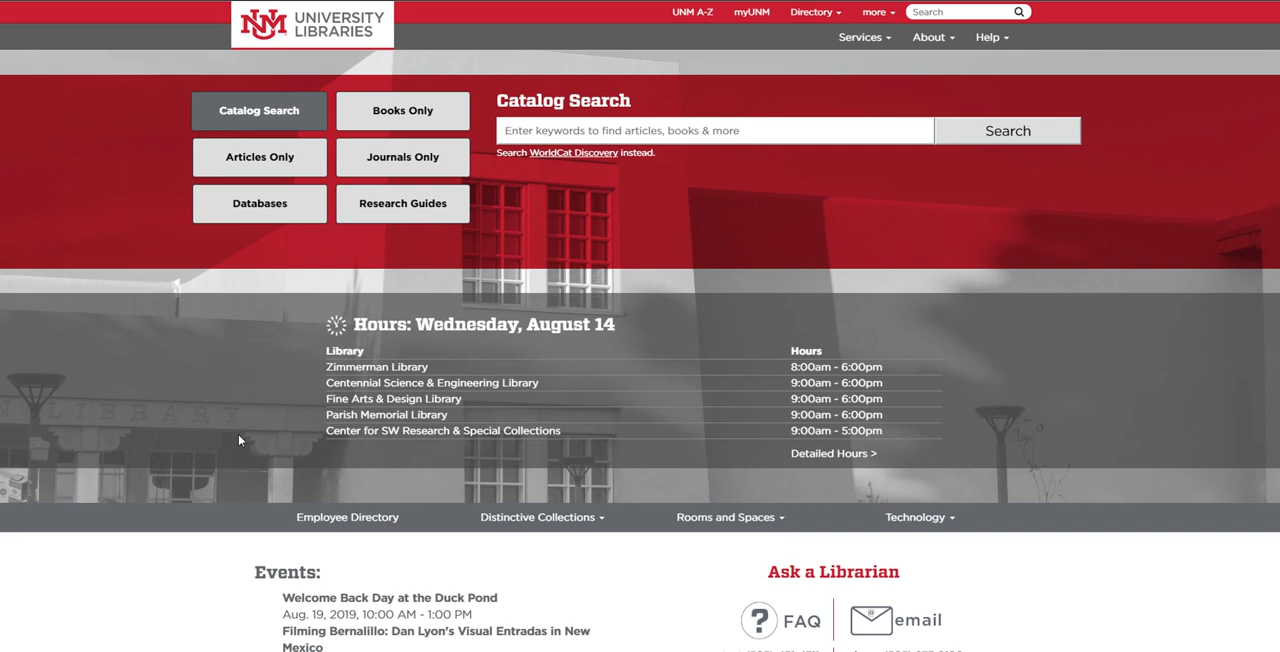 UNM UNIVERSITY
LIBRARIES
UNM A-Z myUNM Directory more Search
Services About Help
Catalog Search Books Only
Articles Only Journals Only
Databases Research Guides
Catalog Search
Enter keywords to find articles, books & more Search
Search WorldCat Discovery instead.
Hours: Wednesday, August 14
Library Hours
Zimmerman Library 8:00am - 6:00pm
Centennial Science & Engineering Library 9:00am - 6:00pm
Fine Arts & Design Library 9:00am - 6:00pm
Parish Memorial Library 9:00am - 6:00pm
Center for SW Research & Special Collections 9:00am - 5:00pm
Detailed Hours >
LIBRARY
Employee Directory Distinctive Collections Rooms and Spaces Technology
Events:
Welcome Back Day at the Duck Pond
Aug. 19, 2019, 10:00 AM - 1:00 PM
Filming Bernalillo: Dan Lyon's Visual Entradas in New
Mexico
Ask a Librarian
? FAQ @ email